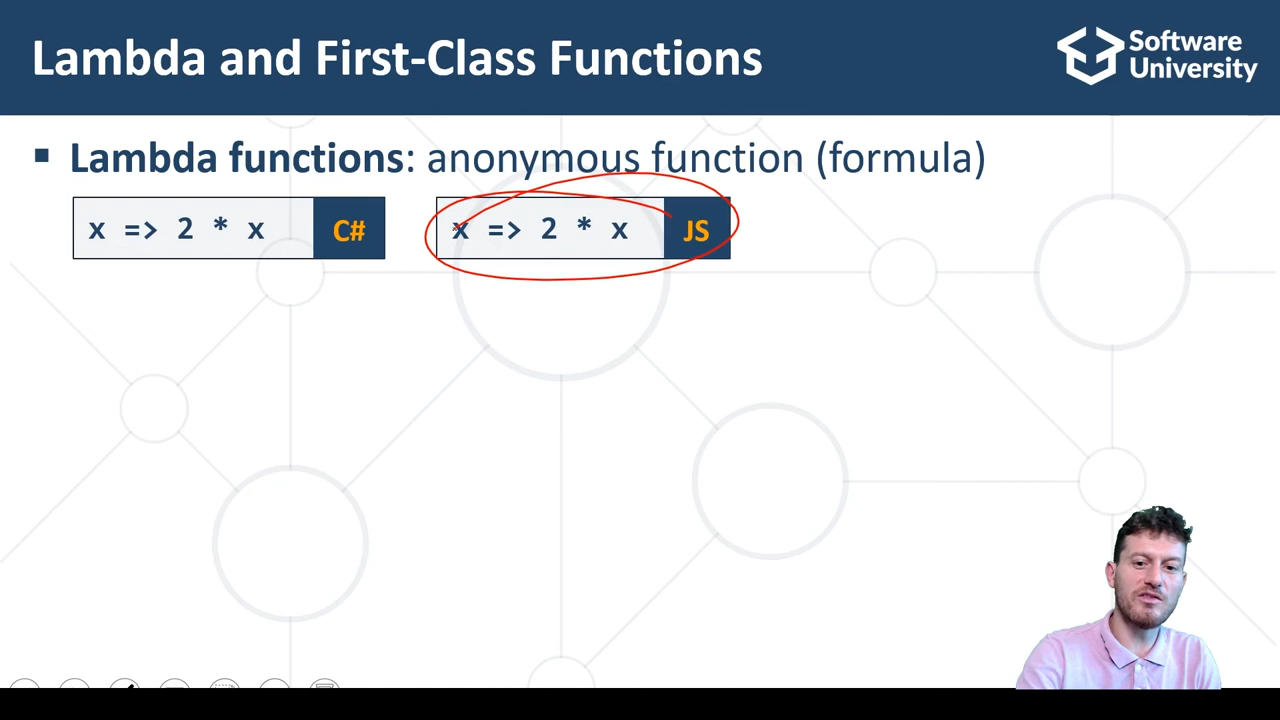 Lambda and First-Class Functions
Software
University
▪ Lambda functions: anonymous function (formula)
x => 2 * x C#
x => 2 * x JS